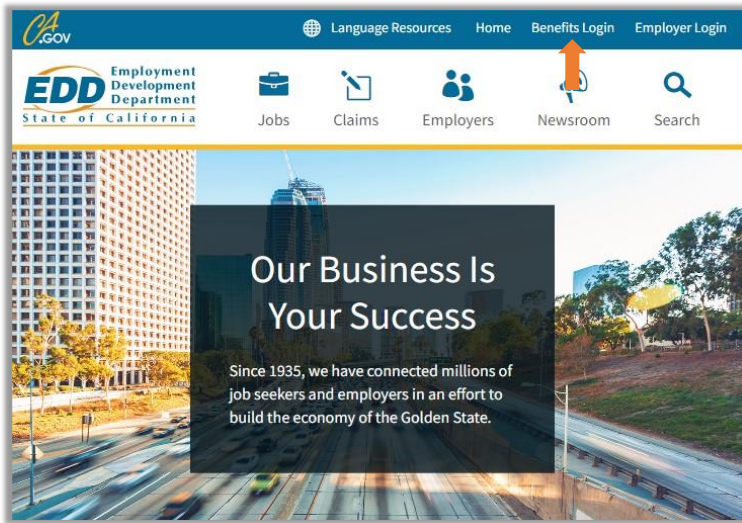 CA.GOV
Language Resources Home Benefits Login Employer Login
EDD Employment
Development
Department
State of California
Jobs Claims Employers Newsroom Search
Our Business Is
Your Success
Since 1935, we have connected millions of
job seekers and employers in an effort to
build the economy of the Golden State.